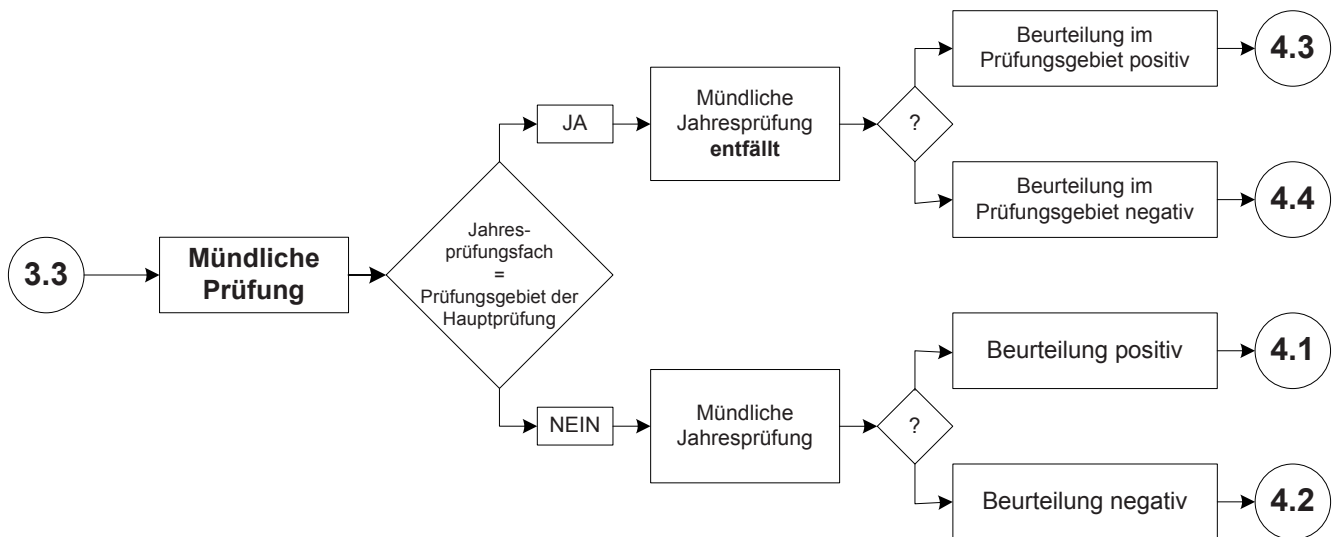 3.3
Mündliche
Prüfung
Jahres-
prüfungsfach
=
Prüfungsgebiet der
Hauptprüfung
JA
Mündliche
Jahresprüfung
entfällt
?
Beurteilung im
Prüfungsgebiet positiv
4.3
Beurteilung im
Prüfungsgebiet negativ
4.4
NEIN
Mündliche
Jahresprüfung
?
Beurteilung positiv
4.1
Beurteilung negativ
4.2